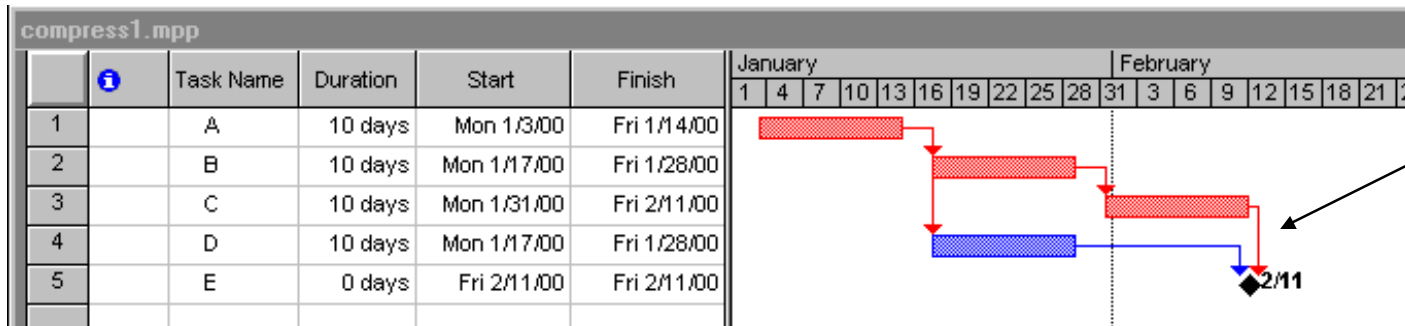 compress1.mpp
Task Name Duration Start Finish January February
1 4 7 10 13 16 19 22 25 28 31 3 6 9 12 15 18 21
1 A 10 days Mon 1/3/00 Fri 1/14/00
2 B 10 days Mon 1/17/00 Fri 1/28/00
3 C 10 days Mon 1/31/00 Fri 2/11/00
4 D 10 days Mon 1/17/00 Fri 1/28/00
5 E 0 days Fri 2/11/00 Fri 2/11/00 2/11